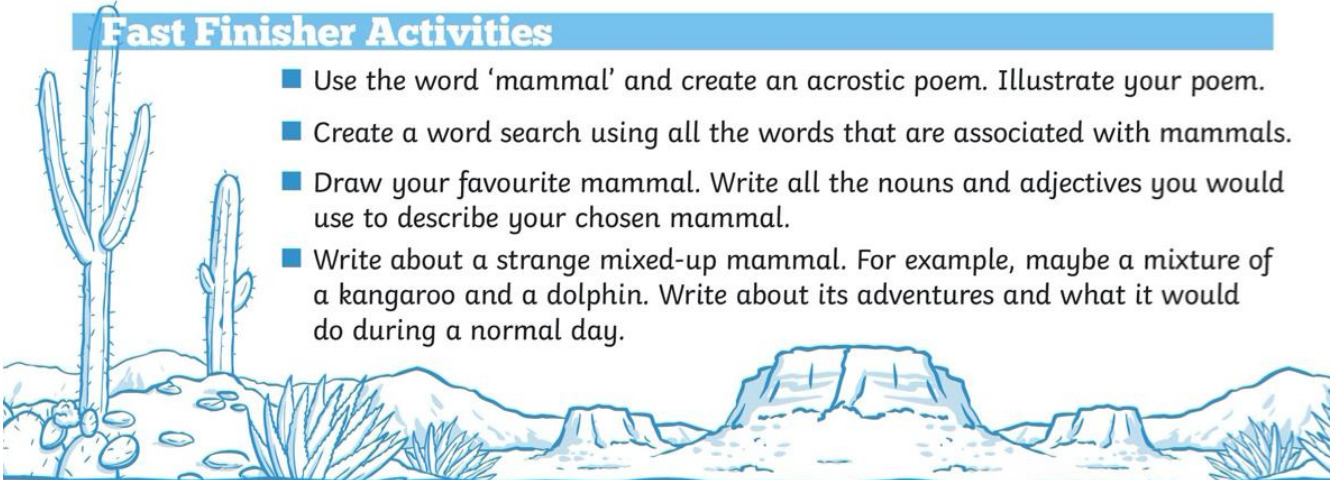 Fast Finisher Activities
Use the word ‘mammal’ and create an acrostic poem. Illustrate your poem.
Create a word search using all the words that are associated with mammals.
Draw your favourite mammal. Write all the nouns and adjectives you would
use to describe your chosen mammal.
Write about a strange mixed-up mammal. For example, maybe a mixture of
a kangaroo and a dolphin. Write about its adventures and what it would
do during a normal day.